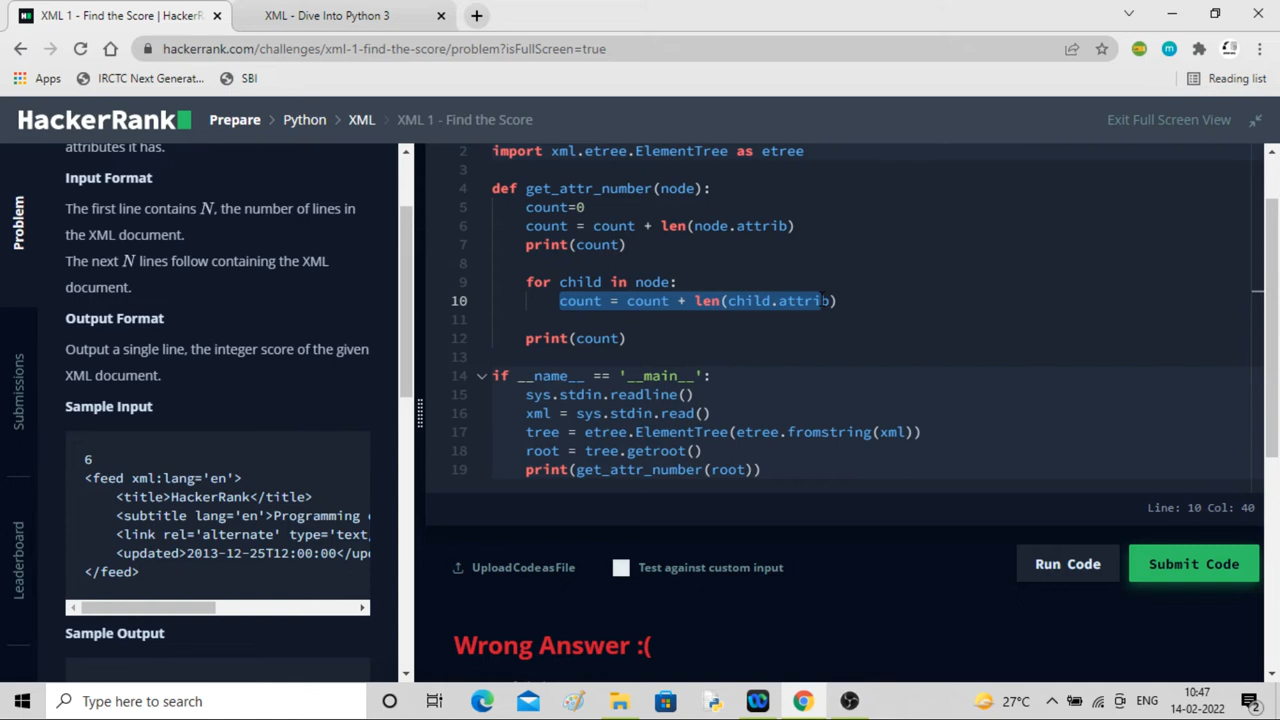 XML 1 - Find the Score | HackerR
XML - Dive Into Python 3
hackerrank.com/challenges/xml-1-find-the-score/problem?isFullScreen=true
Apps
IRCTC Next Generat...
SBI
Reading list
HackerRank
Prepare > Python > XML > XML 1 - Find the Score
Exit Full Screen View
Problem
Submissions
Leaderboard
attributes it has.
Input Format
The first line contains N, the number of lines in
the XML document.
The next N lines follow containing the XML
document.
Output Format
Output a single line, the integer score of the given
XML document.
Sample Input
6
<feed xml:lang='en'>
<title>HackerRank</title>
<subtitle lang='en'>Programming
<link rel='alternate' type='text,
<updated>2013-12-25T12:00:00</up
</feed>
Sample Output
2 import xml.etree.ElementTree as etree
3
4 def get_attr_number(node):
5 count=0
6 count = count + len(node.attrib)
7 print(count)
8
9 for child in node:
10 count = count + len(child.attrib)
11
12 print(count)
13
14 if __name__ == '__main__':
15 sys.stdin.readline()
16 xml = sys.stdin.read()
17 tree = etree.ElementTree(etree.fromstring(xml))
18 root = tree.getroot()
19 print(get_attr_number(root))
Line: 10 Col: 40
Upload Code as File
Test against custom input
Run Code
Submit Code
Wrong Answer :(
Type here to search
27°C
ENG
10:47
14-02-2022
2